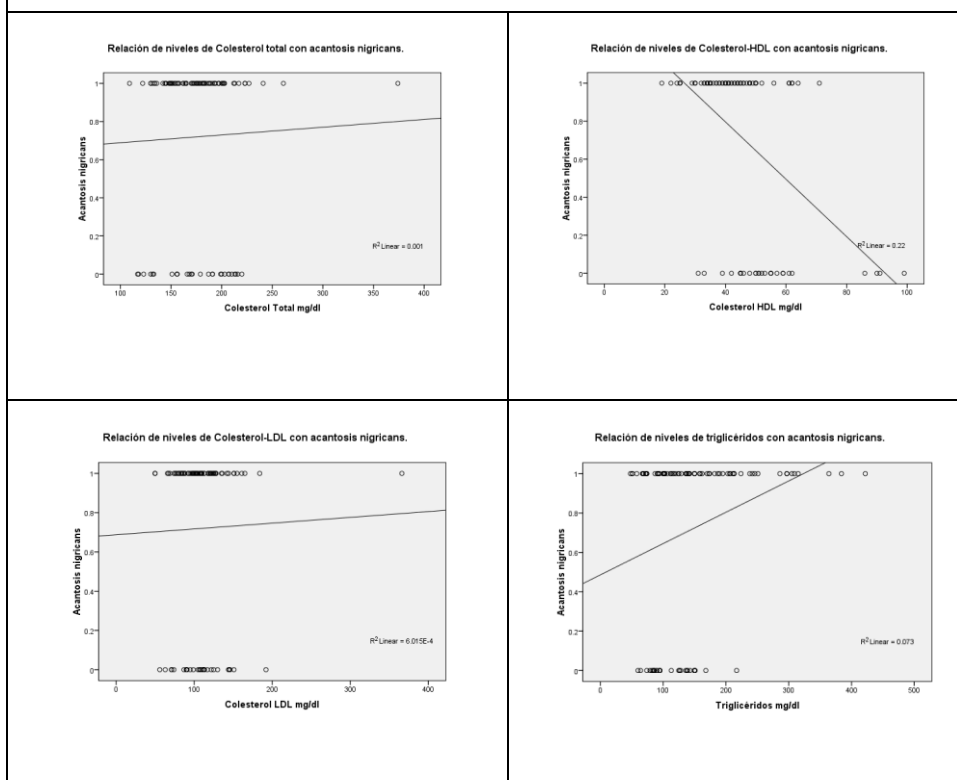 Relación de niveles de Colesterol total con acantosis nigricans.
Acantosis nigricans
1
0.8
0.6
0.4
0.2
0
R² Linear = 0.001
100 150 200 250 300 350 400
Colesterol Total mg/dl
Relación de niveles de Colesterol-HDL con acantosis nigricans.
Acantosis nigricans
1
0.8
0.6
0.4
0.2
0
R² Linear = 0.22
0 20 40 60 80 100
Colesterol HDL mg/dl
Relación de niveles de Colesterol-LDL con acantosis nigricans.
Acantosis nigricans
1
0.8
0.6
0.4
0.2
0
R² Linear = 6.015E-4
0 100 200 300 400
Colesterol LDL mg/dl
Relación de niveles de triglicéridos con acantosis nigricans.
Acantosis nigricans
1
0.8
0.6
0.4
0.2
0
R² Linear = 0.073
0 100 200 300 400 500
Triglicéridos mg/dl